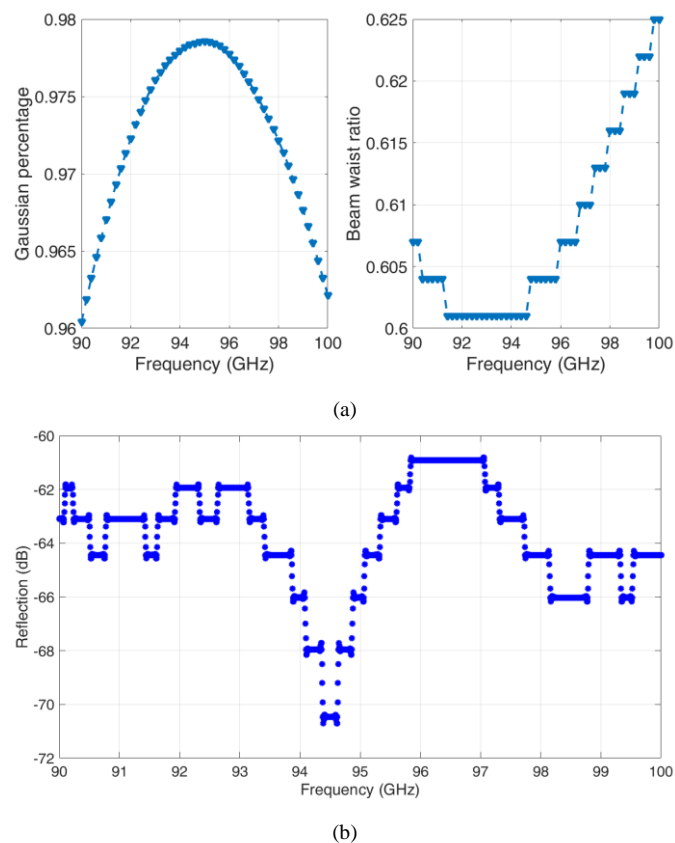 0.98
0.975
0.97
0.965
0.96
90 92 94 96 98 100
Frequency (GHz)
Gaussian percentage
0.625
0.62
0.615
0.61
0.605
0.6
90 92 94 96 98 100
Frequency (GHz)
Beam waist ratio
(a)
-60
-62
-64
-66
-68
-70
-72
90 91 92 93 94 95 96 97 98 99 100
Frequency (GHz)
Reflection (dB)
(b)